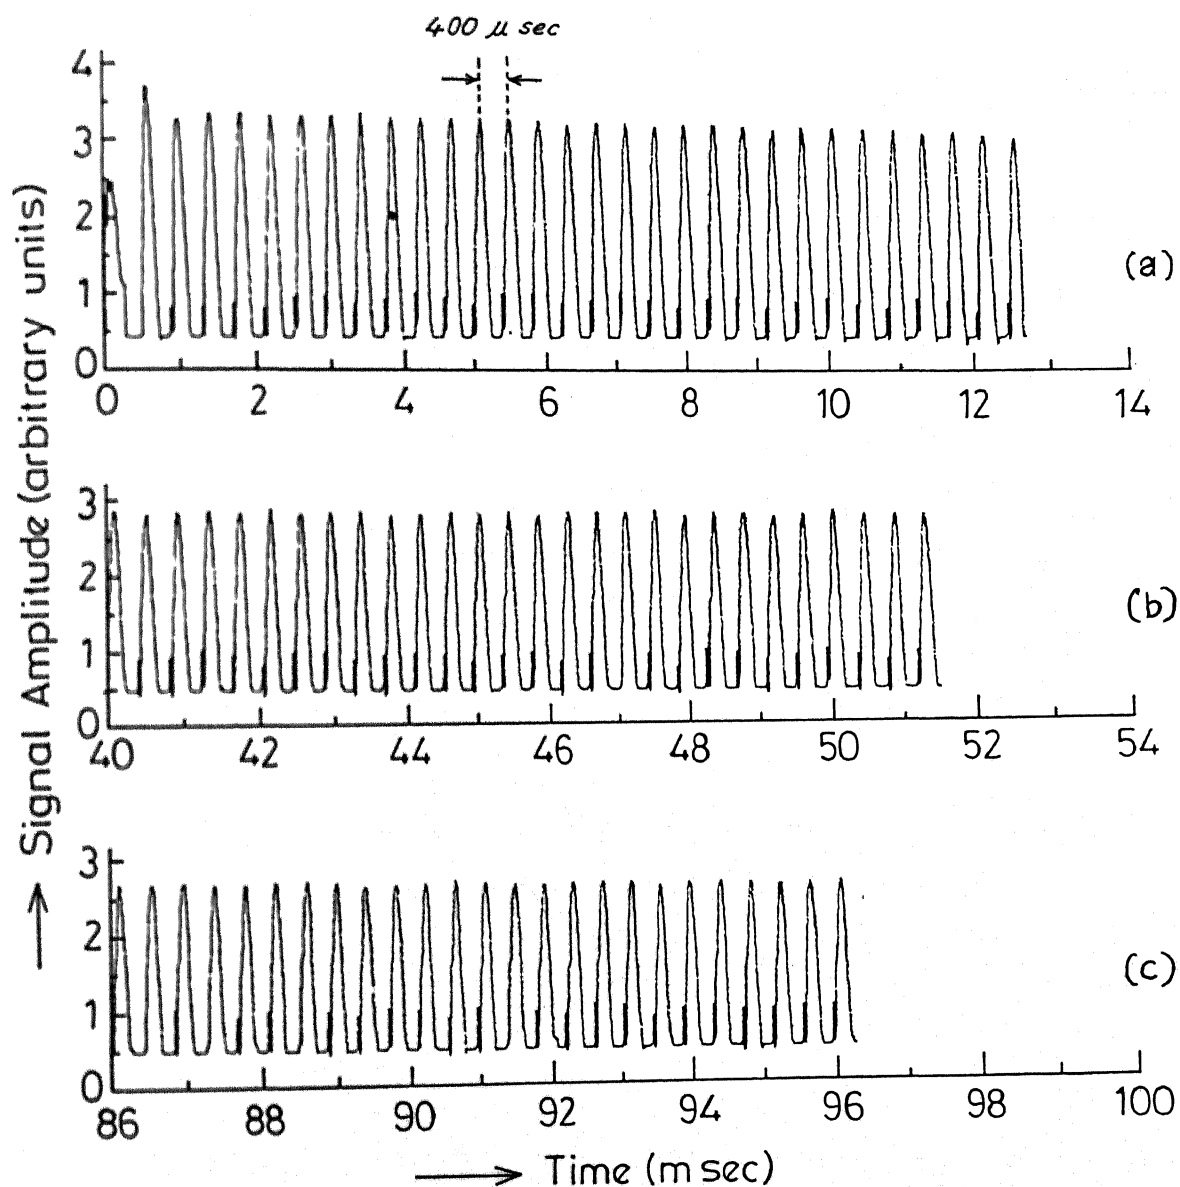 400 μ sec
4
3
2
1
0
0 2 4 6 8 10 12 14
(a)
3
2
1
0
40 42 44 46 48 50 52 54
(b)
3
2
1
0
86 88 90 92 94 96 98 100
(c)
Signal Amplitude (arbitrary units)
Time (m sec)